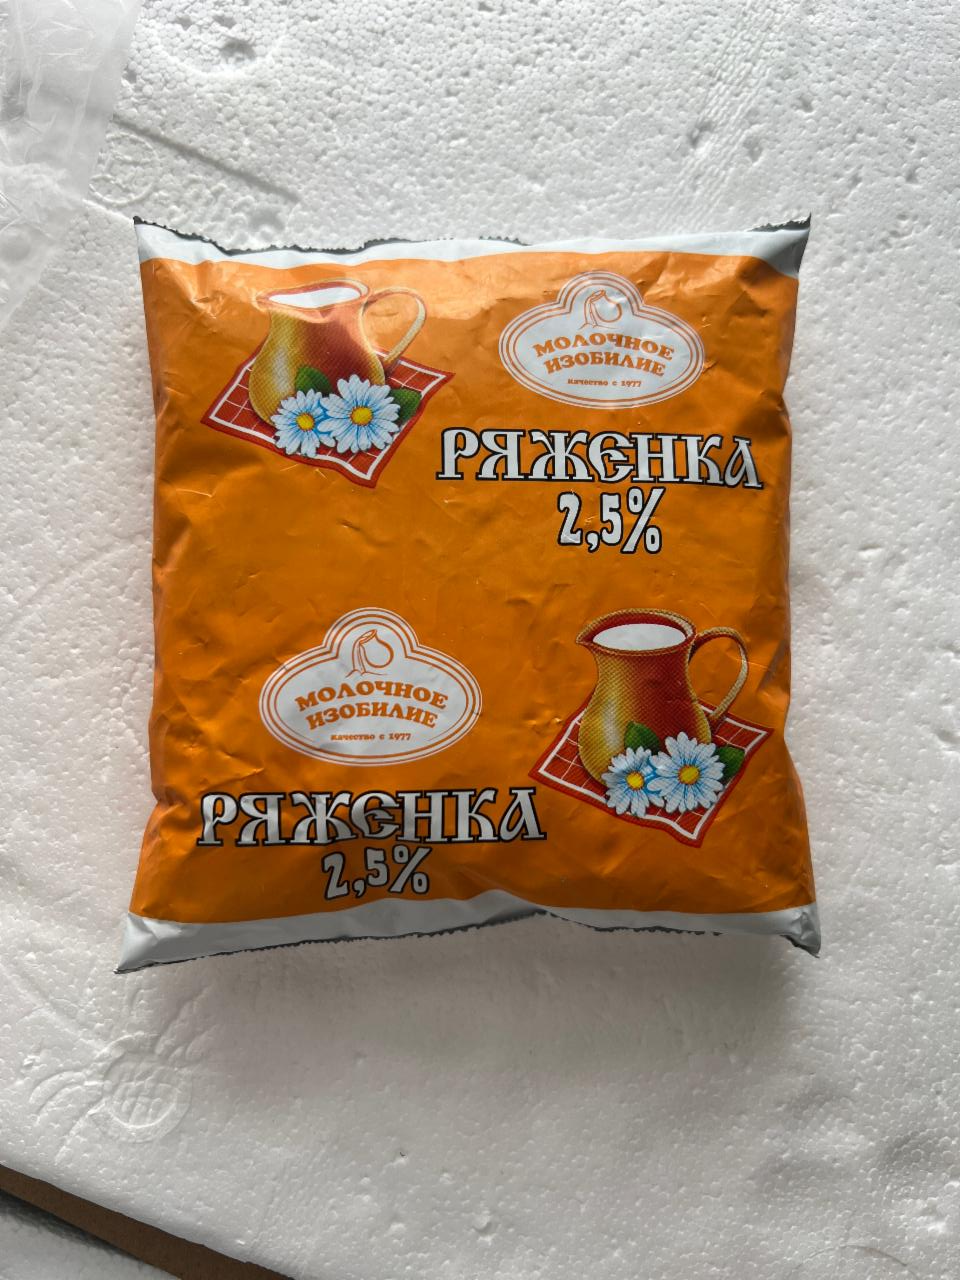 МОЛОЧНОЕ
ИЗОБИЛИЕ
качество с 1977
РЯЖЕНКА
2,5%
МОЛОЧНОЕ
ИЗОБИЛИЕ
качество с 1977
РЯЖЕНКА
2,5%